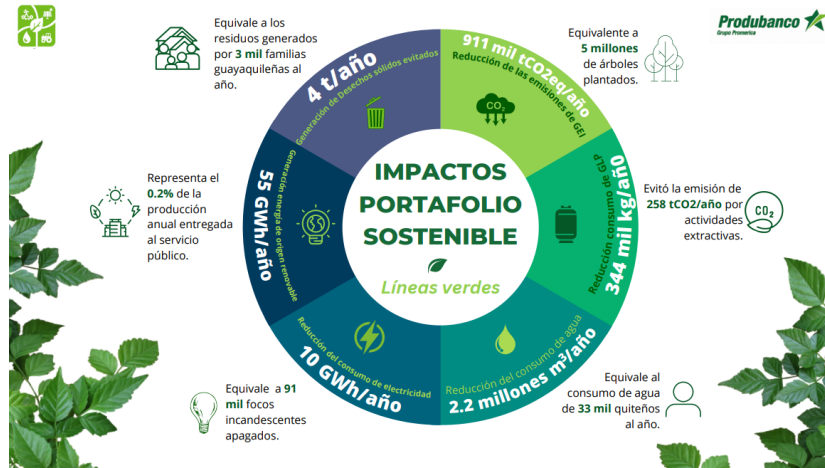 Produbanco
Grupo Promerica
Equivale a los
residuos generados
por 3 mil familias
guayaquileñas al
año.
4 t/año
Generación de Desechos sólidos evitados
911 mil tCO2eq/año
Reducción de las emisiones de GEI
CO2
Equivalente a
5 millones
de árboles
plantados.
Representa el
0.2% de la
producción
anual entregada
al servicio
público.
55 GWh/año
Generación energía de origen renovable
IMPACTOS
PORTAFOLIO
SOSTENIBLE
Líneas verdes
Reducción consumo de GLP
344 mil kg/año
Evitó la emisión de
258 tCO2/año por
actividades
extractivas.
CO2
Equivale a 91
mil focos
incandescentes
apagados.
Reducción del consumo de electricidad
10 GWh/año
Reducción del consumo de agua
2.2 millones m³/año
Equivale al
consumo de agua
de 33 mil quiteños
al año.